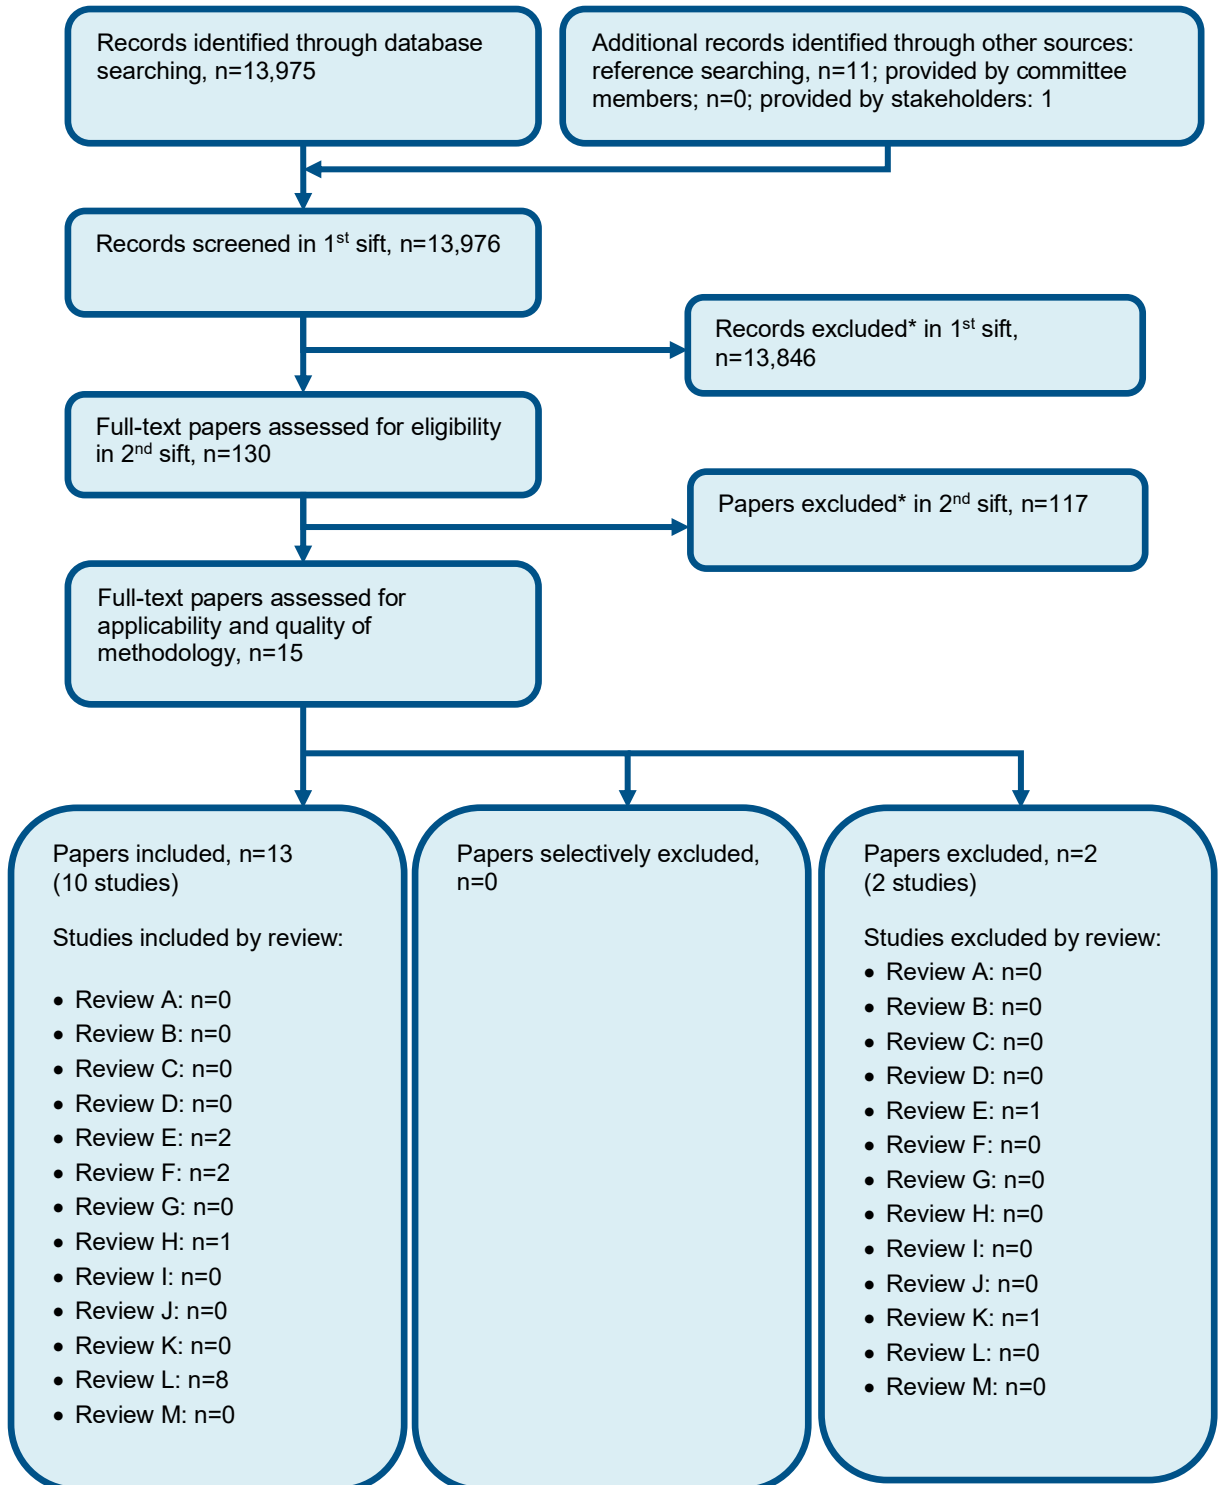 Records identified through database
searching, n=13,975
Additional records identified through other sources:
reference searching, n=11; provided by committee
members; n=0; provided by stakeholders: 1
Records screened in 1st sift, n=13,976
Records excluded* in 1st sift,
n=13,846
Full-text papers assessed for eligibility
in 2nd sift, n=130
Papers excluded* in 2nd sift, n=117
Full-text papers assessed for
applicability and quality of
methodology, n=15
Papers included, n=13
(10 studies)
Studies included by review:
• Review A: n=0
• Review B: n=0
• Review C: n=0
• Review D: n=0
• Review E: n=2
• Review F: n=2
• Review G: n=0
• Review H: n=1
• Review I: n=0
• Review J: n=0
• Review K: n=0
• Review L: n=8
• Review M: n=0
Papers selectively excluded,
n=0
Papers excluded, n=2
(2 studies)
Studies excluded by review:
• Review A: n=0
• Review B: n=0
• Review C: n=0
• Review D: n=0
• Review E: n=1
• Review F: n=0
• Review G: n=0
• Review H: n=0
• Review I: n=0
• Review J: n=0
• Review K: n=1
• Review L: n=0
• Review M: n=0